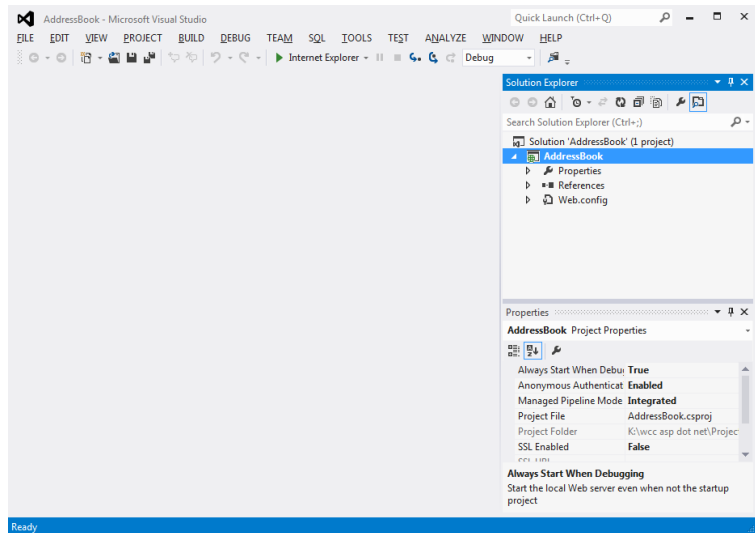 AddressBook - Microsoft Visual Studio
Quick Launch (Ctrl+Q)
FILE EDIT VIEW PROJECT BUILD DEBUG TEAM SQL TOOLS TEST ANALYZE WINDOW HELP
Internet Explorer Debug
Solution Explorer
Search Solution Explorer (Ctrl+;)
Solution 'AddressBook' (1 project)
AddressBook
Properties
References
Web.config
Properties
AddressBook Project Properties
Always Start When Debu True
Anonymous Authenticat Enabled
Managed Pipeline Mode Integrated
Project File AddressBook.csproj
Project Folder K:\wcc asp dot net\Projec
SSL Enabled False
Always Start When Debugging
Start the local Web server even when not the startup
project
Ready